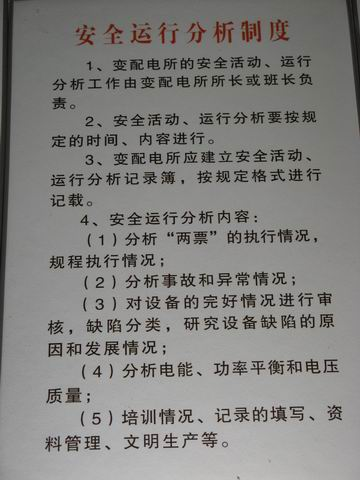 安全运行分析制度
1、变配电所的安全活动、运行
分析工作由变配电所所长或班长负
责。
2、安全活动、运行分析要按规
定的时间、内容进行。
3、变配电所应建立安全活动、
运行分析记录簿，按规定格式进行
记载。
4、安全运行分析内容：
（1）分析“两票”的执行情况，
规程执行情况；
（2）分析事故和异常情况；
（3）对设备的完好情况进行审
核，缺陷分类，研究设备缺陷的原
因和发展情况；
（4）分析电能、功率平衡和电压
质量；
（5）培训情况、记录的填写、资
料管理、文明生产等。